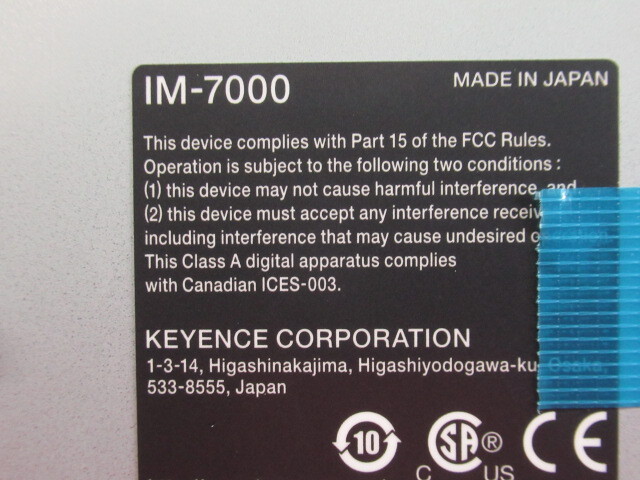 IM-7000
MADE IN JAPAN
This device complies with Part 15 of the FCC Rules.
Operation is subject to the following two conditions :
(1) this device may not cause harmful interference, and
(2) this device must accept any interference
including interference that may cause undesired
This Class A digital apparatus complies
with Canadian ICES-003.
KEYENCE CORPORATION
1-3-14, Higashinakajima, Higashiyodogawa-ku, Osaka,
533-8555, Japan
10
SA®
C US
CE